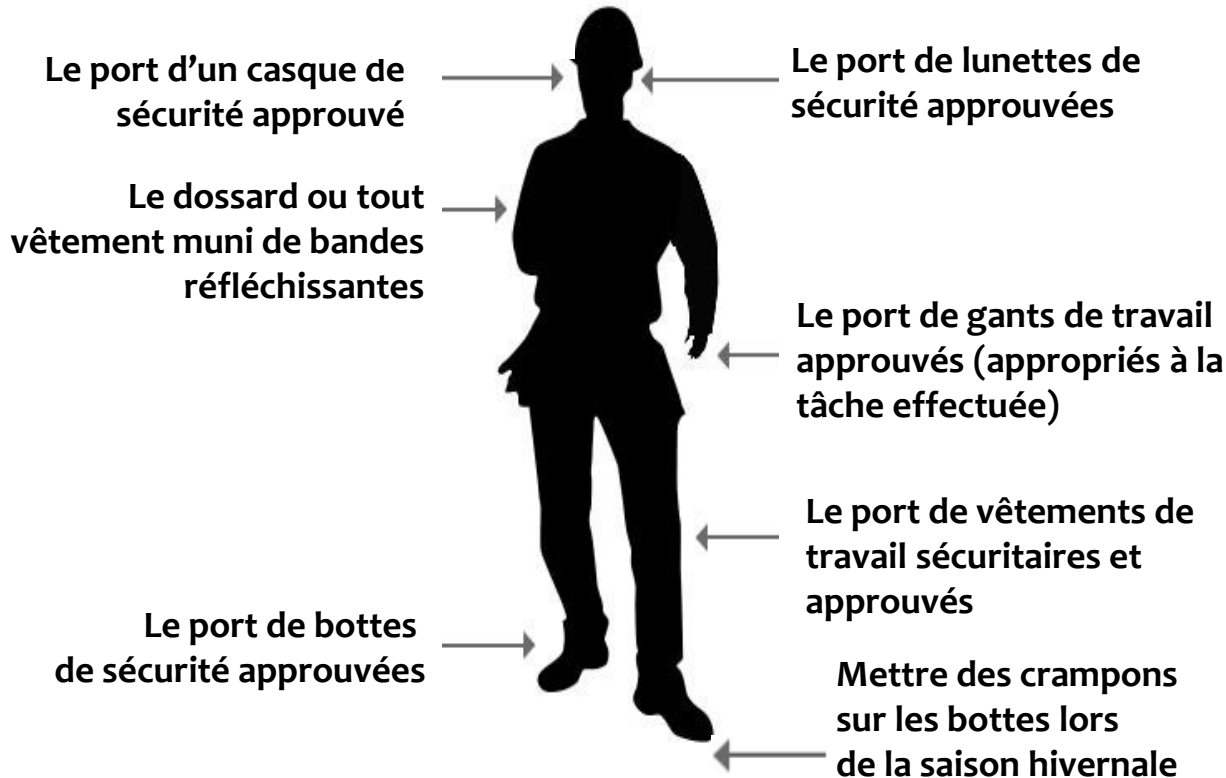 Le port d’un casque de
sécurité approuvé
Le port de lunettes de
sécurité approuvées
Le dossard ou tout
vêtement muni de bandes
réfléchissantes
Le port de gants de travail
approuvés (appropriés à la
tâche effectuée)
Le port de vêtements de
travail sécuritaires et
approuvés
Le port de bottes
de sécurité approuvées
Mettre des crampons
sur les bottes lors
de la saison hivernale